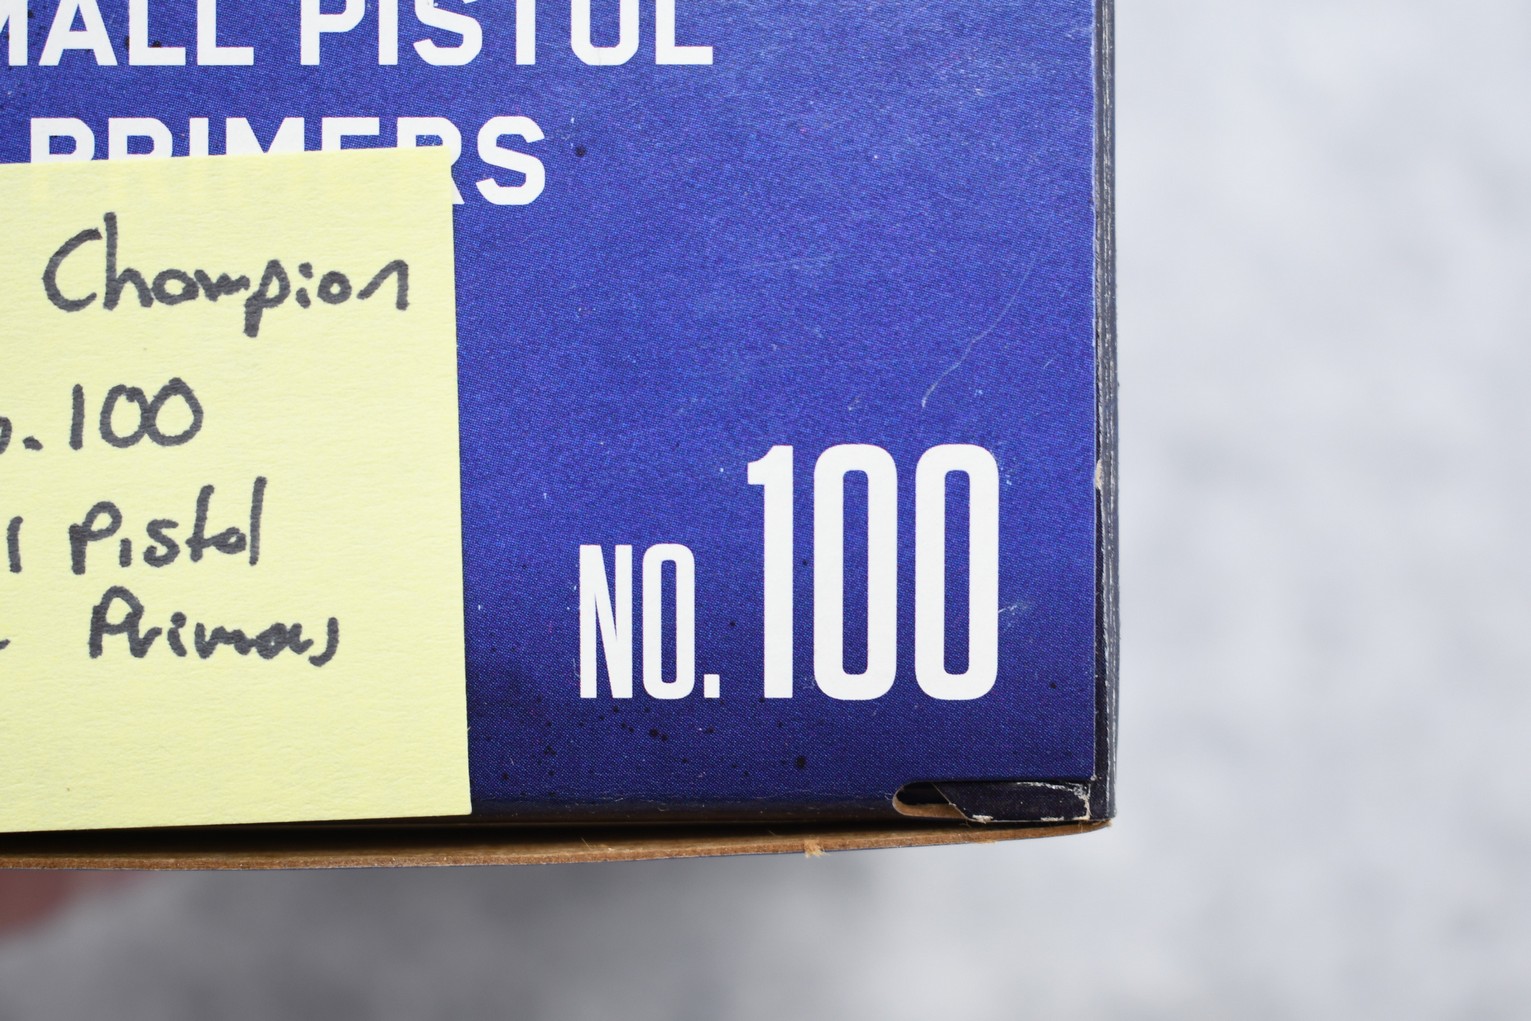 MALL PISTOL
PRIMERS
Champion
o. 100
l Pistol
Primers
NO. 100